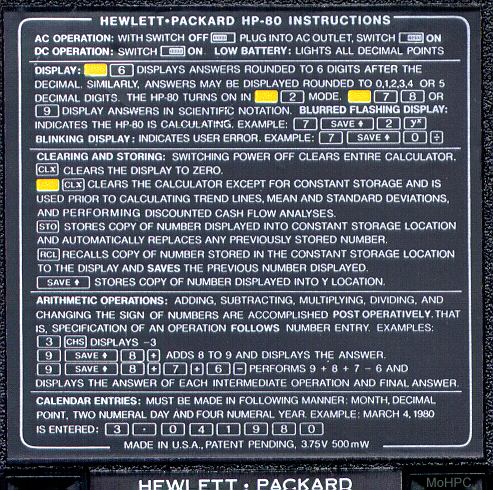 HEWLETT•PACKARD HP-80 INSTRUCTIONS
AC OPERATION: WITH SWITCH OFF PLUG INTO AC OUTLET, SWITCH ON
DC OPERATION: SWITCH ON LOW BATTERY: LIGHTS ALL DECIMAL POINTS
DISPLAY: 6 DISPLAYS ANSWERS ROUNDED TO 6 DIGITS AFTER THE
DECIMAL. SIMILARLY, ANSWERS MAY BE DISPLAYED ROUNDED TO 0,1,2,3,4 OR 5
DECIMAL DIGITS. THE HP-80 TURNS ON IN 2 MODE. 7 8 OR
9 DISPLAY ANSWERS IN SCIENTIFIC NOTATION. BLURRED FLASHING DISPLAY:
INDICATES THE HP-80 IS CALCULATING. EXAMPLE: 7 SAVE ↑ 2 yˣ
BLINKING DISPLAY: INDICATES USER ERROR. EXAMPLE: 7 SAVE ↑ 0 ÷
CLEARING AND STORING: SWITCHING POWER OFF CLEARS ENTIRE CALCULATOR.
CLX CLEARS THE DISPLAY TO ZERO.
CLX CLEARS THE CALCULATOR EXCEPT FOR CONSTANT STORAGE AND IS
USED PRIOR TO CALCULATING TREND LINES, MEAN AND STANDARD DEVIATIONS,
AND PERFORMING DISCOUNTED CASH FLOW ANALYSES.
STO STORES COPY OF NUMBER DISPLAYED INTO CONSTANT STORAGE LOCATION
AND AUTOMATICALLY REPLACES ANY PREVIOUSLY STORED NUMBER.
RCL RECALLS COPY OF NUMBER STORED IN THE CONSTANT STORAGE LOCATION
TO THE DISPLAY AND SAVES THE PREVIOUS NUMBER DISPLAYED.
SAVE ↑ STORES COPY OF NUMBER DISPLAYED INTO Y LOCATION.
ARITHMETIC OPERATIONS: ADDING, SUBTRACTING, MULTIPLYING, DIVIDING, AND
CHANGING THE SIGN OF NUMBERS ARE ACCOMPLISHED POST OPERATIVELY. THAT
IS, SPECIFICATION OF AN OPERATION FOLLOWS NUMBER ENTRY. EXAMPLES:
3 CHS DISPLAYS -3
9 SAVE ↑ 8 + ADDS 8 TO 9 AND DISPLAYS THE ANSWER.
9 SAVE ↑ 8 + 7 + 6 − PERFORMS 9 + 8 + 7 - 6 AND
DISPLAYS THE ANSWER OF EACH INTERMEDIATE OPERATION AND FINAL ANSWER.
CALENDAR ENTRIES: MUST BE MADE IN FOLLOWING MANNER: MONTH, DECIMAL
POINT, TWO NUMERAL DAY AND FOUR NUMERAL YEAR. EXAMPLE: MARCH 4, 1980
IS ENTERED: 3 · 0 4 1 9 8 0
MADE IN U.S.A., PATENT PENDING, 3.75V 500mW
HEWLETT • PACKARD
MoHPC